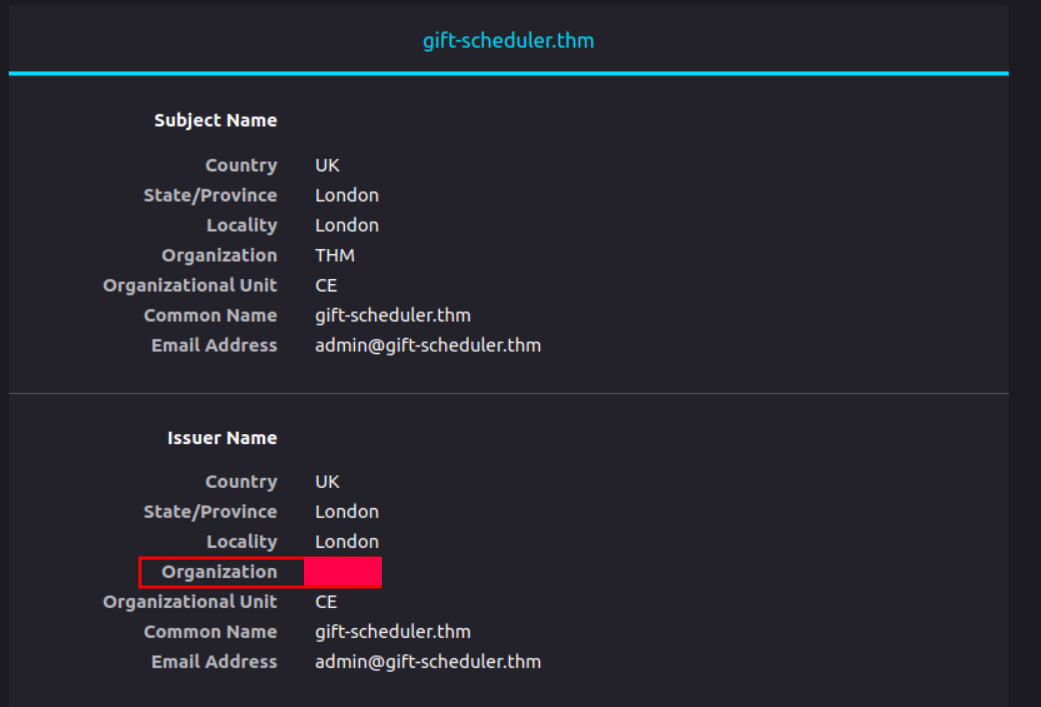 gift-scheduler.thm
Subject Name
Country UK
State/Province London
Locality London
Organization THM
Organizational Unit CE
Common Name gift-scheduler.thm
Email Address admin@gift-scheduler.thm
Issuer Name
Country UK
State/Province London
Locality London
Organization
Organizational Unit CE
Common Name gift-scheduler.thm
Email Address admin@gift-scheduler.thm